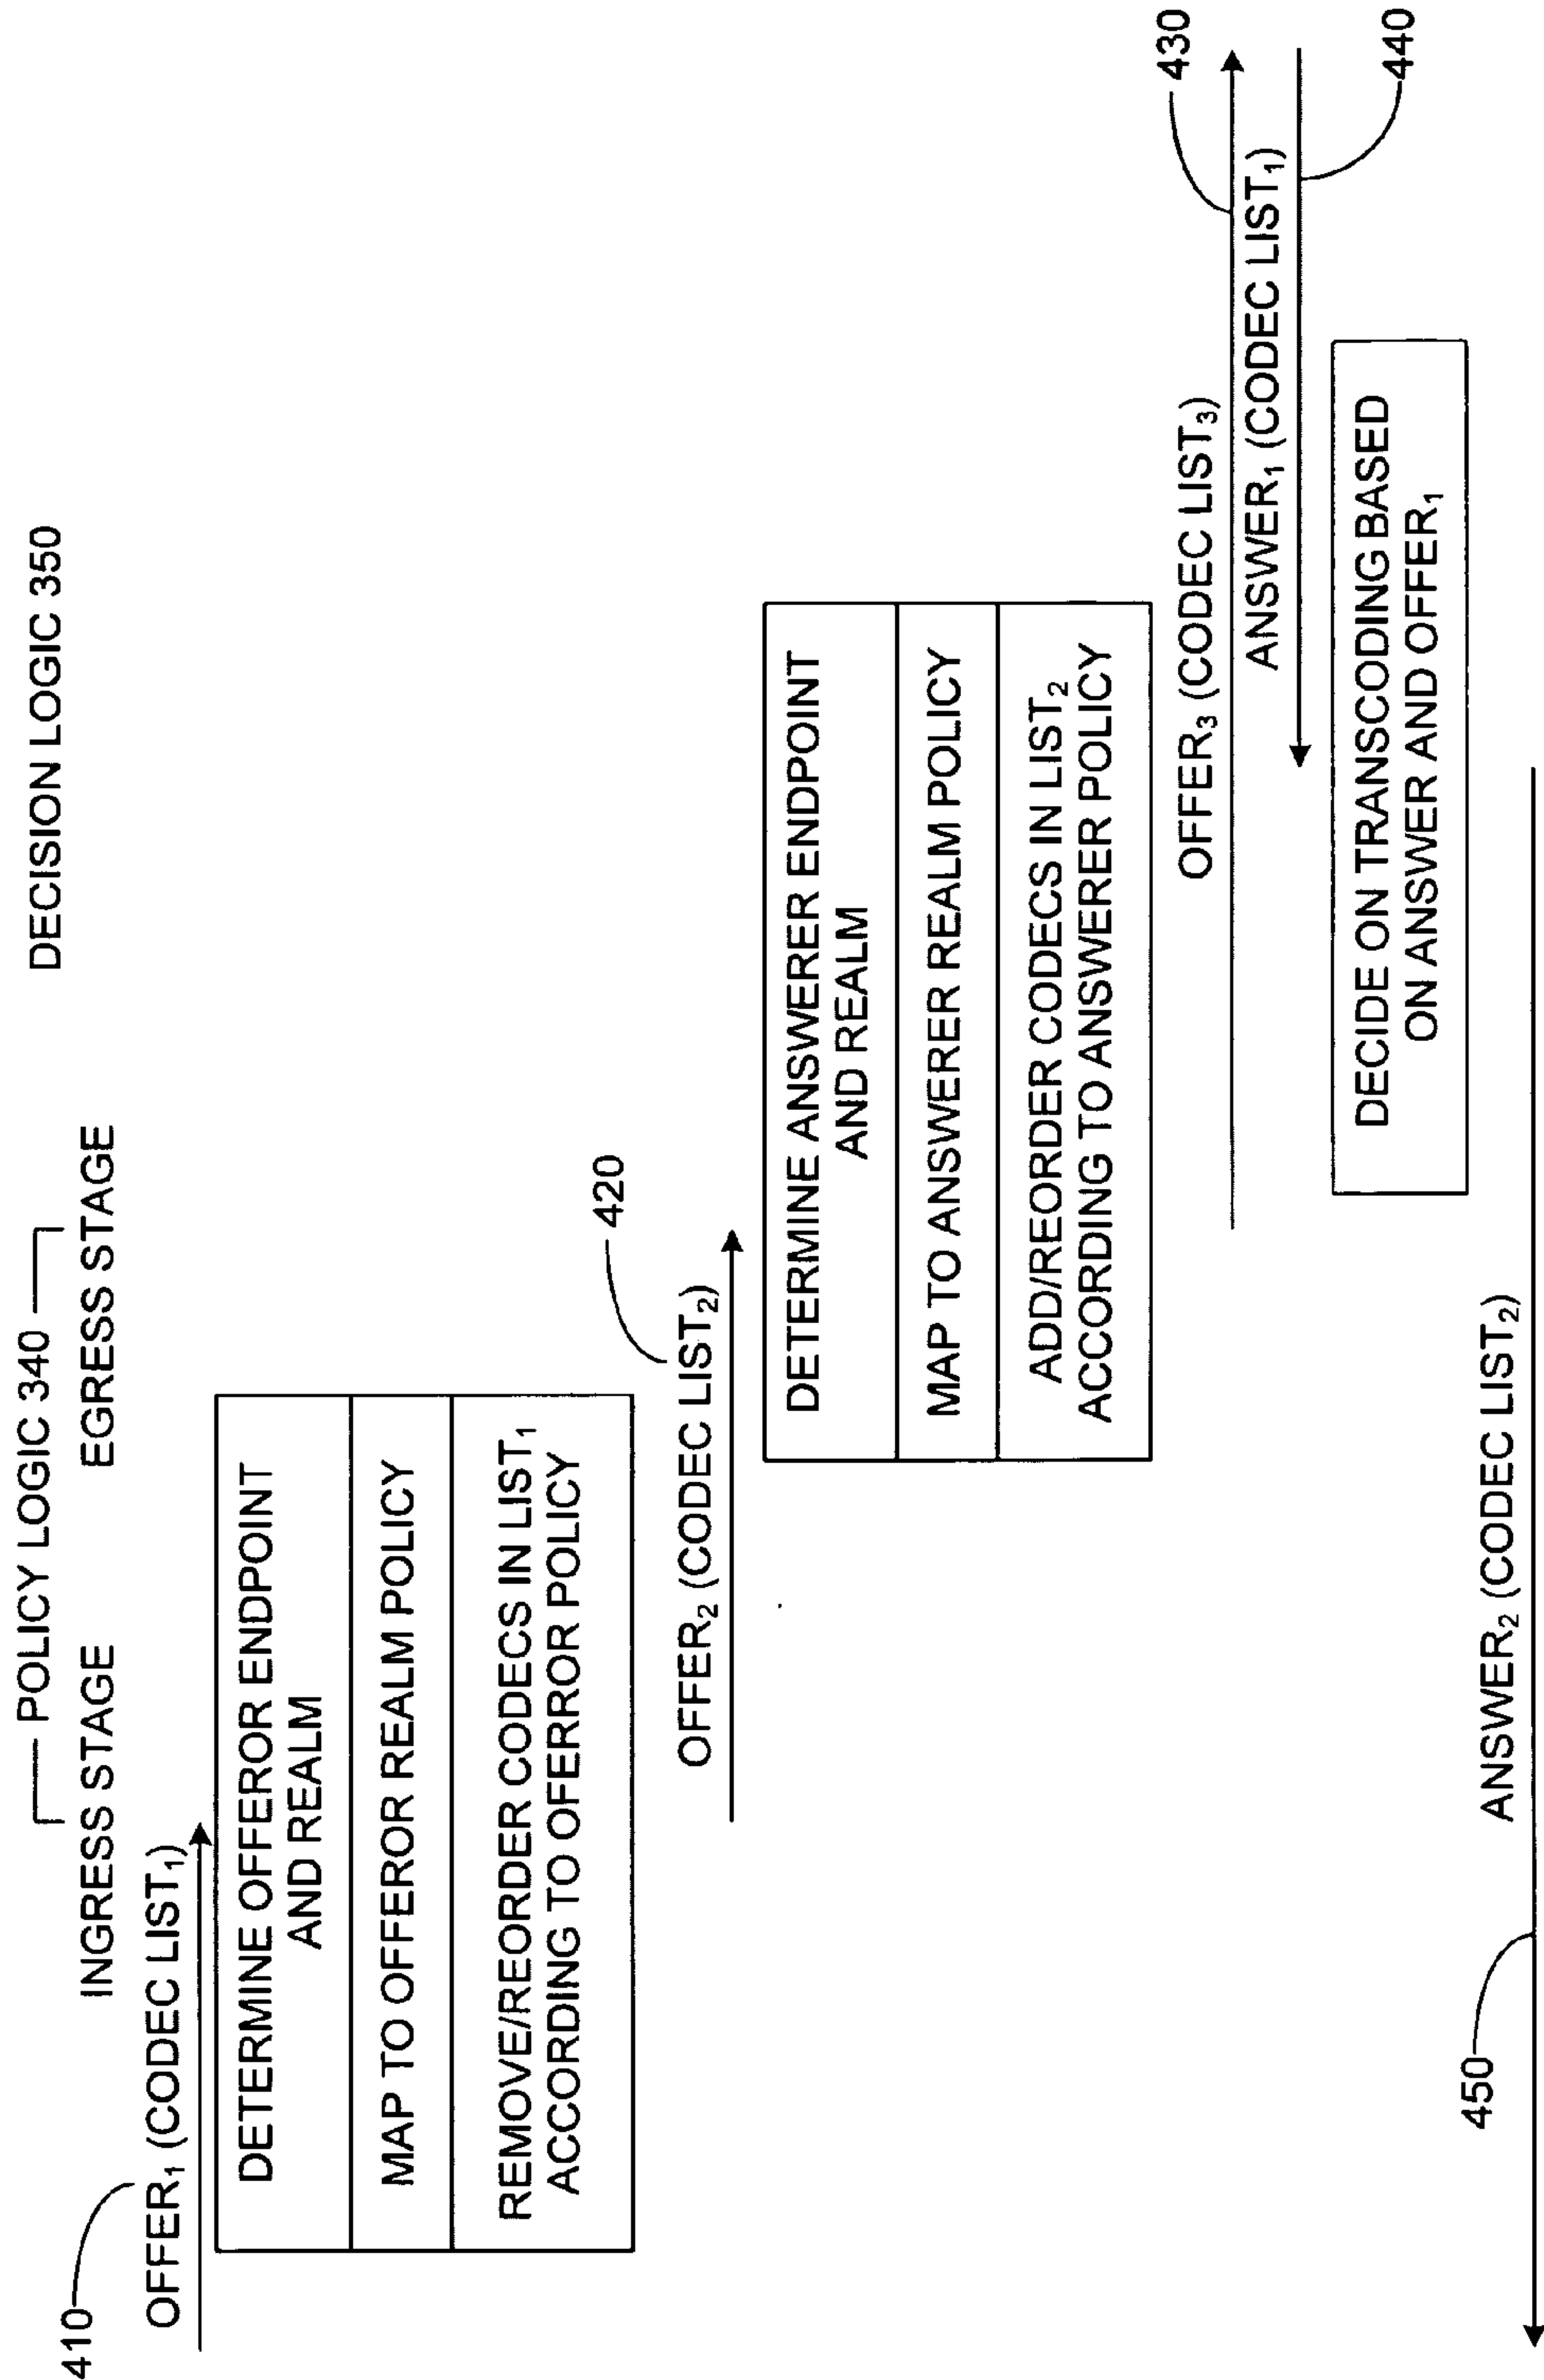 POLICY LOGIC 340
DECISION LOGIC 350
INGRESS STAGE
EGRESS STAGE
410
OFFER₁ (CODEC LIST₁)
DETERMINE OFFEROR ENDPOINT
AND REALM
MAP TO OFFEROR REALM POLICY
REMOVE/REORDER CODECS IN LIST₁
ACCORDING TO OFERROR POLICY
420
OFFER₂ (CODEC LIST₂)
DETERMINE ANSWERER ENDPOINT
AND REALM
MAP TO ANSWERER REALM POLICY
ADD/REORDER CODECS IN LIST₂
ACCORDING TO ANSWERER POLICY
430
OFFER₃ (CODEC LIST₃)
ANSWER₁ (CODEC LIST₁)
440
DECIDE ON TRANSCODING BASED
ON ANSWER AND OFFER₁
ANSWER₂ (CODEC LIST₂)
450